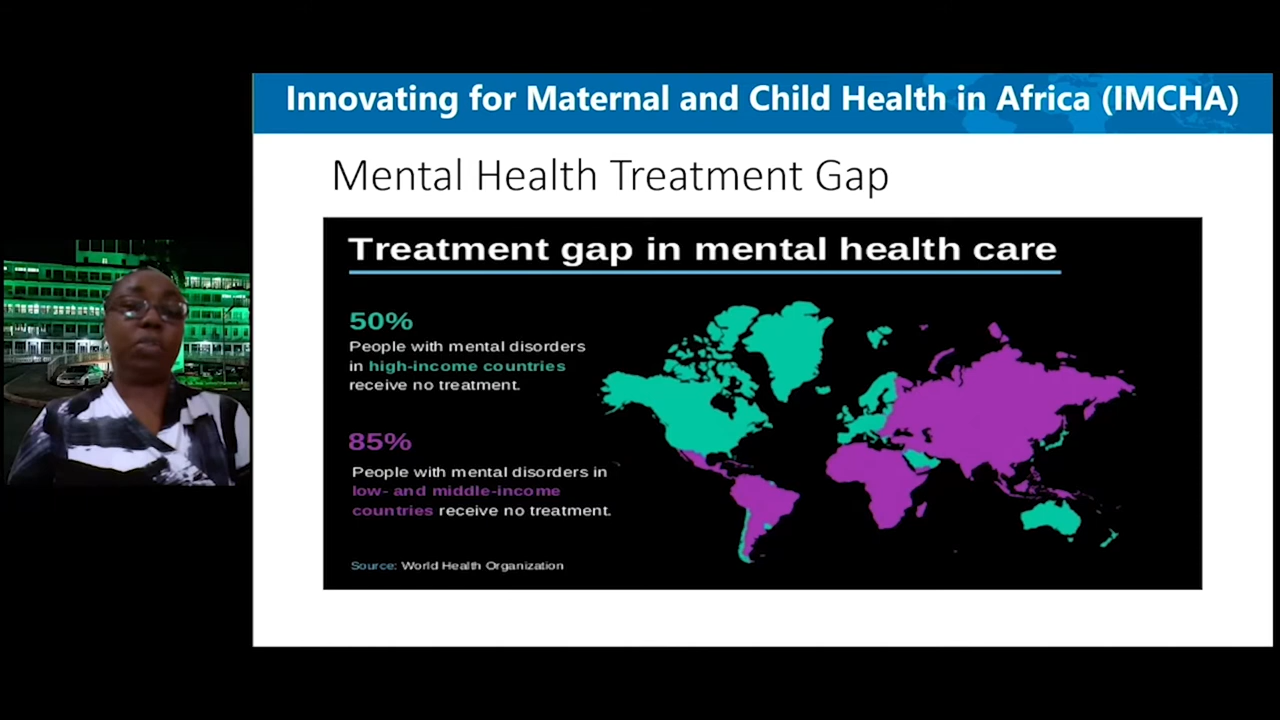 Innovating for Maternal and Child Health in Africa (IMCHA)
Mental Health Treatment Gap
Treatment gap in mental health care
50%
People with mental disorders
in high-income countries
receive no treatment.
85%
People with mental disorders in
low- and middle-income
countries receive no treatment.
Source: World Health Organization